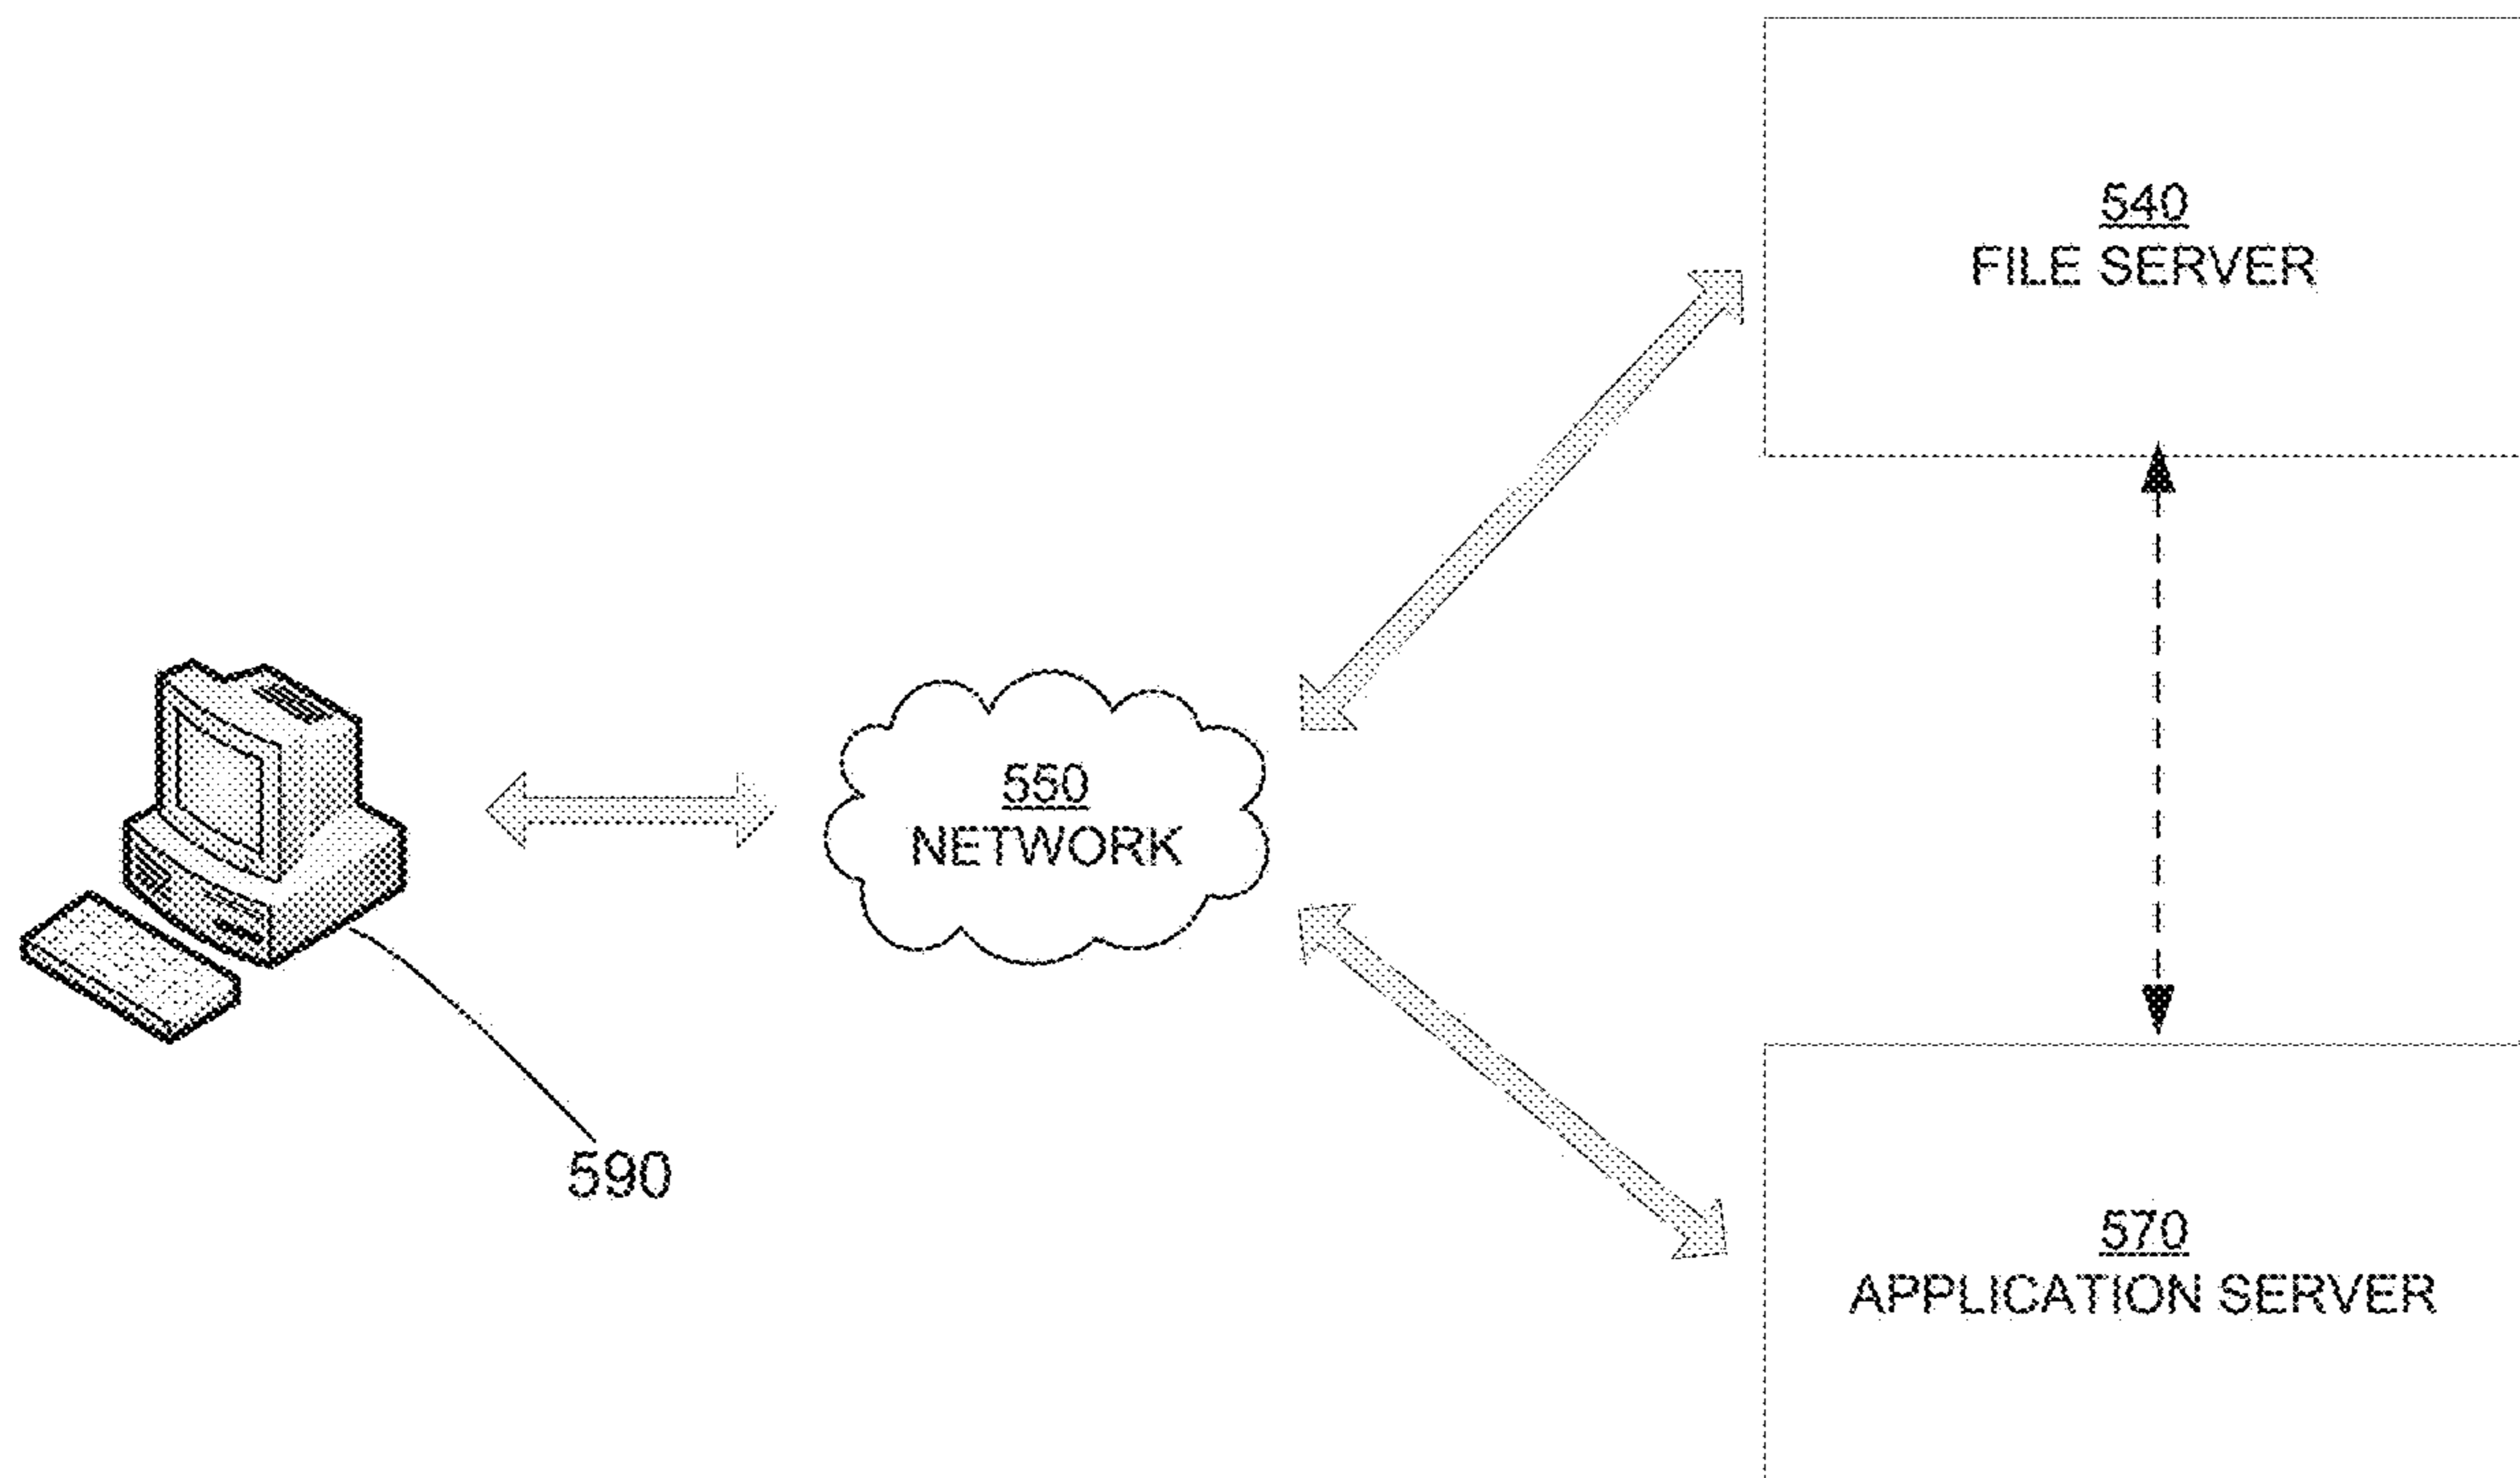 540
FILE SERVER
550
NETWORK
590
570
APPLICATION SERVER